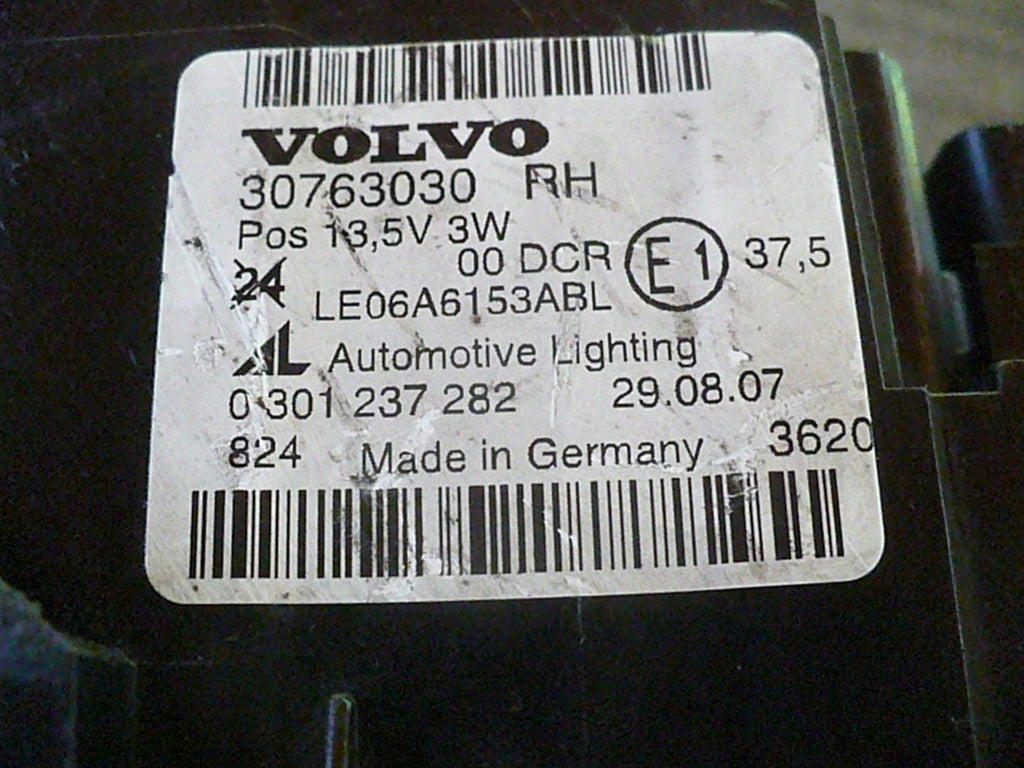 VOLVO
30763030 RH
Pos 13,5V 3W
00 DCR E1 37,5
24 LE06A6153ABL
AL Automotive Lighting
0 301 237 282 29.08.07
824 Made in Germany 3620